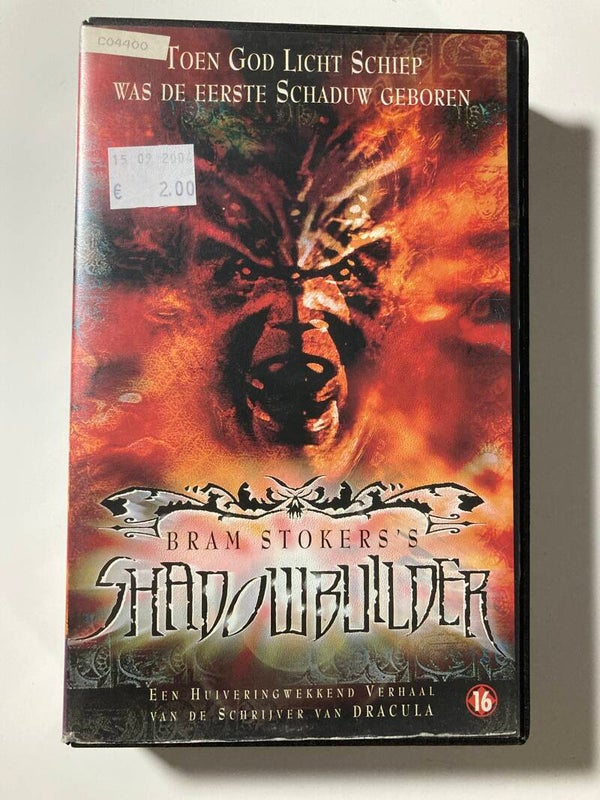 C04400
TOEN GOD LICHT SCHIEP
WAS DE EERSTE SCHADUW GEBOREN
15 09 2004
€ 2.00
BRAM STOKERS'S
SHADOWBUILDER
EEN HUIVERINGWEKKEND VERHAAL
VAN DE SCHRIJVER VAN DRACULA
16